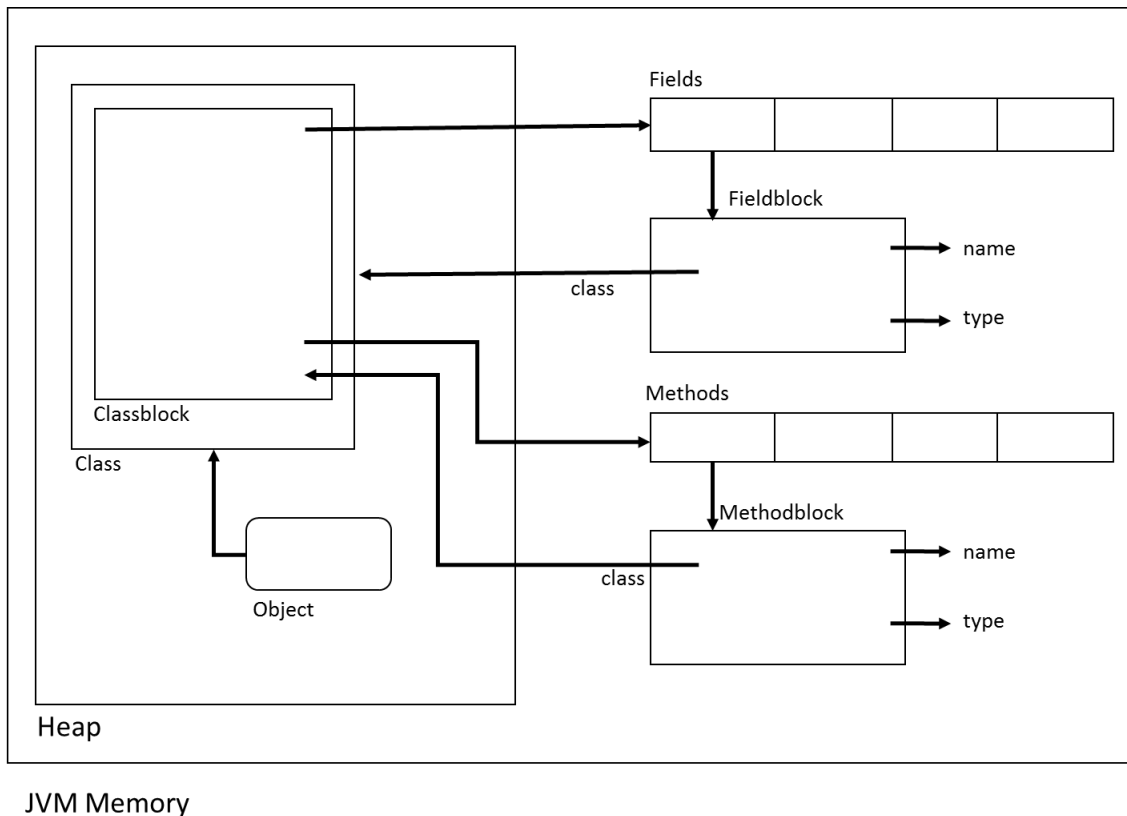 Fields
Fieldblock
name
class
type
Methods
Classblock
Class
Methodblock
name
class
Object
type
Heap
JVM Memory